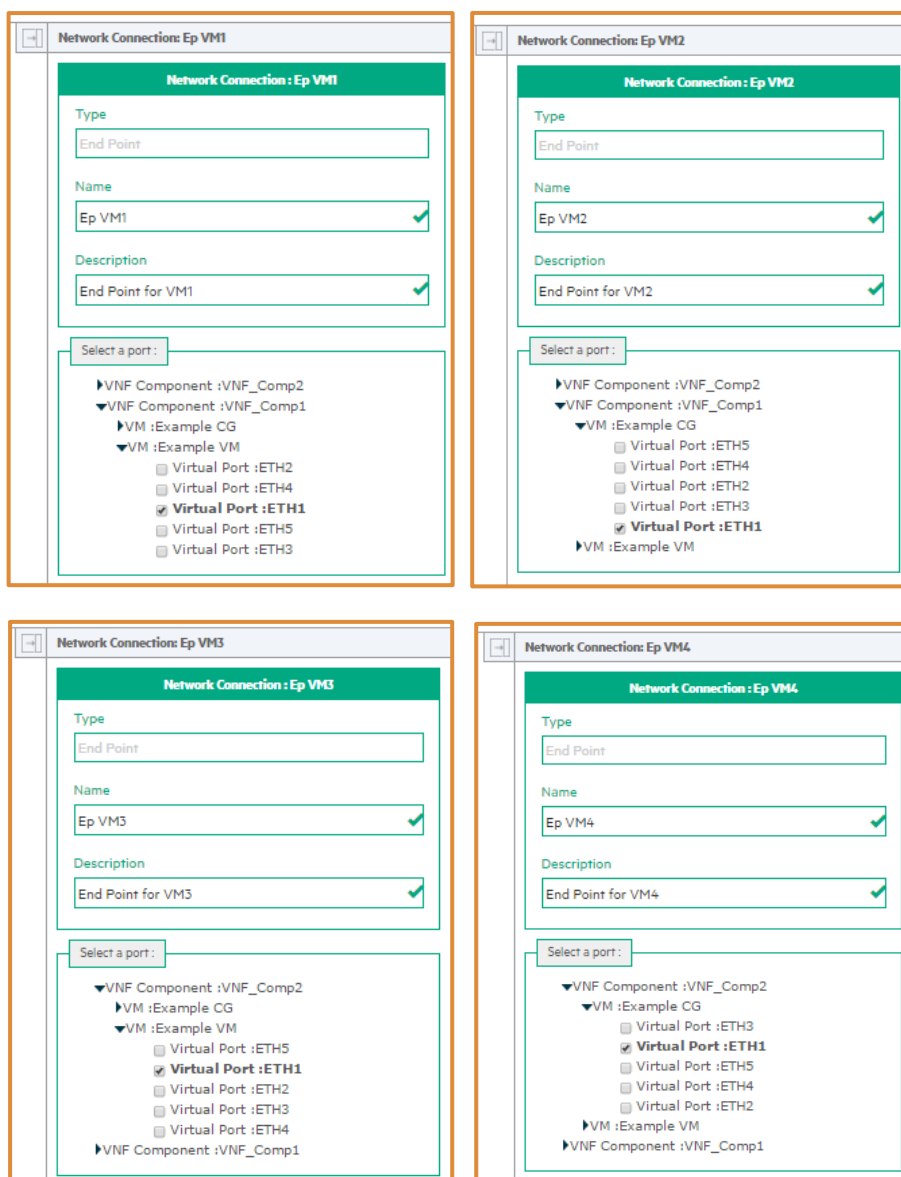 Network Connection: Ep VM1
Network Connection : Ep VM1
Type
End Point
Name
Ep VM1
Description
End Point for VM1
Select a port :
VNF Component :VNF_Comp2
VNF Component :VNF_Comp1
VM :Example CG
VM :Example VM
Virtual Port :ETH2
Virtual Port :ETH4
Virtual Port :ETH1
Virtual Port :ETH5
Virtual Port :ETH3
Network Connection: Ep VM2
Network Connection : Ep VM2
Type
End Point
Name
Ep VM2
Description
End Point for VM2
Select a port :
VNF Component :VNF_Comp2
VNF Component :VNF_Comp1
VM :Example CG
Virtual Port :ETH5
Virtual Port :ETH4
Virtual Port :ETH2
Virtual Port :ETH3
Virtual Port :ETH1
VM :Example VM
Network Connection: Ep VM3
Network Connection : Ep VM3
Type
End Point
Name
Ep VM3
Description
End Point for VM3
Select a port :
VNF Component :VNF_Comp2
VM :Example CG
VM :Example VM
Virtual Port :ETH5
Virtual Port :ETH1
Virtual Port :ETH2
Virtual Port :ETH3
Virtual Port :ETH4
VNF Component :VNF_Comp1
Network Connection: Ep VM4
Network Connection : Ep VM4
Type
End Point
Name
Ep VM4
Description
End Point for VM4
Select a port :
VNF Component :VNF_Comp2
VM :Example CG
Virtual Port :ETH3
Virtual Port :ETH1
Virtual Port :ETH5
Virtual Port :ETH4
Virtual Port :ETH2
VM :Example VM
VNF Component :VNF_Comp1